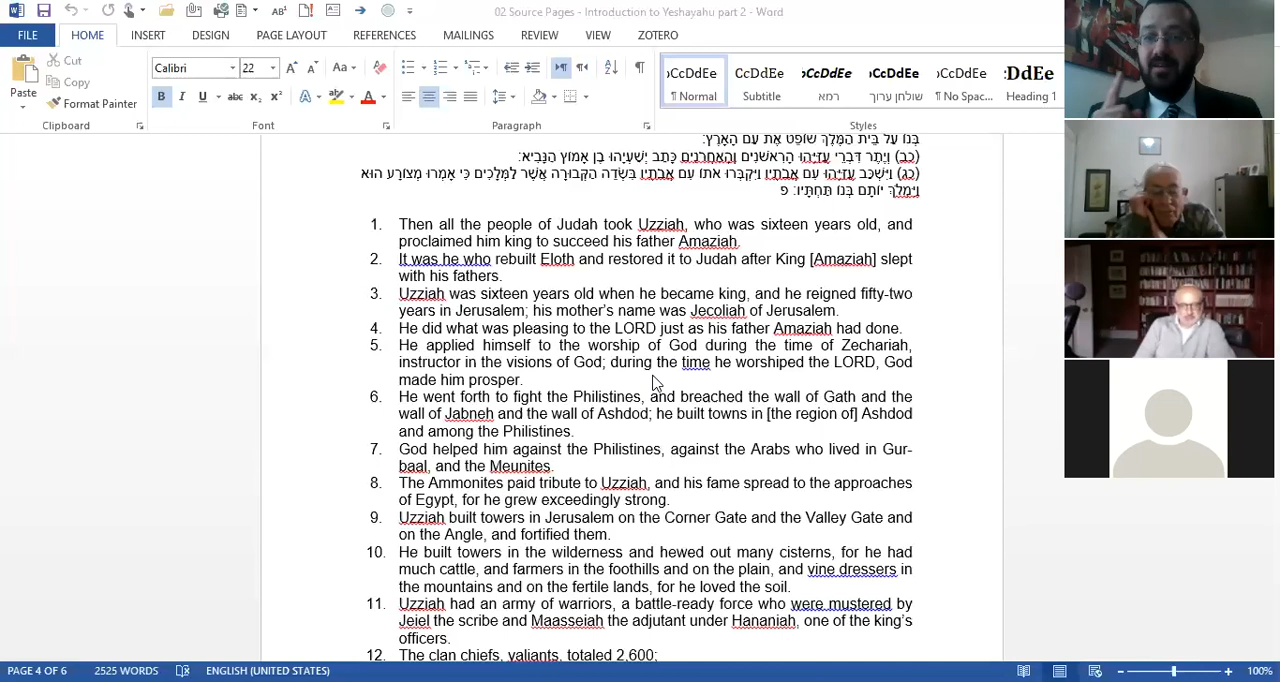 02 Source Pages - Introduction to Yeshayahu part 2 - Word
FILE HOME INSERT DESIGN PAGE LAYOUT REFERENCES MAILINGS REVIEW VIEW ZOTERO
Cut
Copy
Format Painter
Paste
Calibri 22
Clipboard Font Paragraph Styles
AaBbCcDdEe
¶ Normal Subtitle רמא שולחן ערוך ¶ No Spac... Heading 1
בְּנוֹ עַל בֵּית הַמֶּלֶךְ שׁוֹפֵט אֶת עַם הָאָרֶץ:
(כב) וְיֶתֶר דִּבְרֵי עֻזִּיָּהוּ הָרִאשֹׁנִים וְהָאֲחַרֹנִים כָּתַב יְשַׁעְיָהוּ בֶן אָמוֹץ הַנָּבִיא:
(כג) וַיִּשְׁכַּב עֻזִּיָּהוּ עִם אֲבֹתָיו וַיִּקְבְּרוּ אֹתוֹ עִם אֲבֹתָיו בִּשְׂדֵה הַקְּבוּרָה אֲשֶׁר לַמְּלָכִים כִּי אָמְרוּ מְצוֹרָע הוּא
וַיִּמְלֹךְ יוֹתָם בְּנוֹ תַּחְתָּיו: פ
1. Then all the people of Judah took Uzziah, who was sixteen years old, and
proclaimed him king to succeed his father Amaziah.
2. It was he who rebuilt Eloth and restored it to Judah after King [Amaziah] slept
with his fathers.
3. Uzziah was sixteen years old when he became king, and he reigned fifty-two
years in Jerusalem; his mother's name was Jecoliah of Jerusalem.
4. He did what was pleasing to the LORD just as his father Amaziah had done.
5. He applied himself to the worship of God during the time of Zechariah,
instructor in the visions of God; during the time he worshiped the LORD, God
made him prosper.
6. He went forth to fight the Philistines, and breached the wall of Gath and the
wall of Jabneh and the wall of Ashdod; he built towns in [the region of] Ashdod
and among the Philistines.
7. God helped him against the Philistines, against the Arabs who lived in Gur-
baal, and the Meunites.
8. The Ammonites paid tribute to Uzziah, and his fame spread to the approaches
of Egypt, for he grew exceedingly strong.
9. Uzziah built towers in Jerusalem on the Corner Gate and the Valley Gate and
on the Angle, and fortified them.
10. He built towers in the wilderness and hewed out many cisterns, for he had
much cattle, and farmers in the foothills and on the plain, and vine dressers in
the mountains and on the fertile lands, for he loved the soil.
11. Uzziah had an army of warriors, a battle-ready force who were mustered by
Jeiel the scribe and Maasseiah the adjutant under Hananiah, one of the king's
officers.
12. The clan chiefs, valiants, totaled 2,600;
PAGE 4 OF 6 2525 WORDS ENGLISH (UNITED STATES) 100%